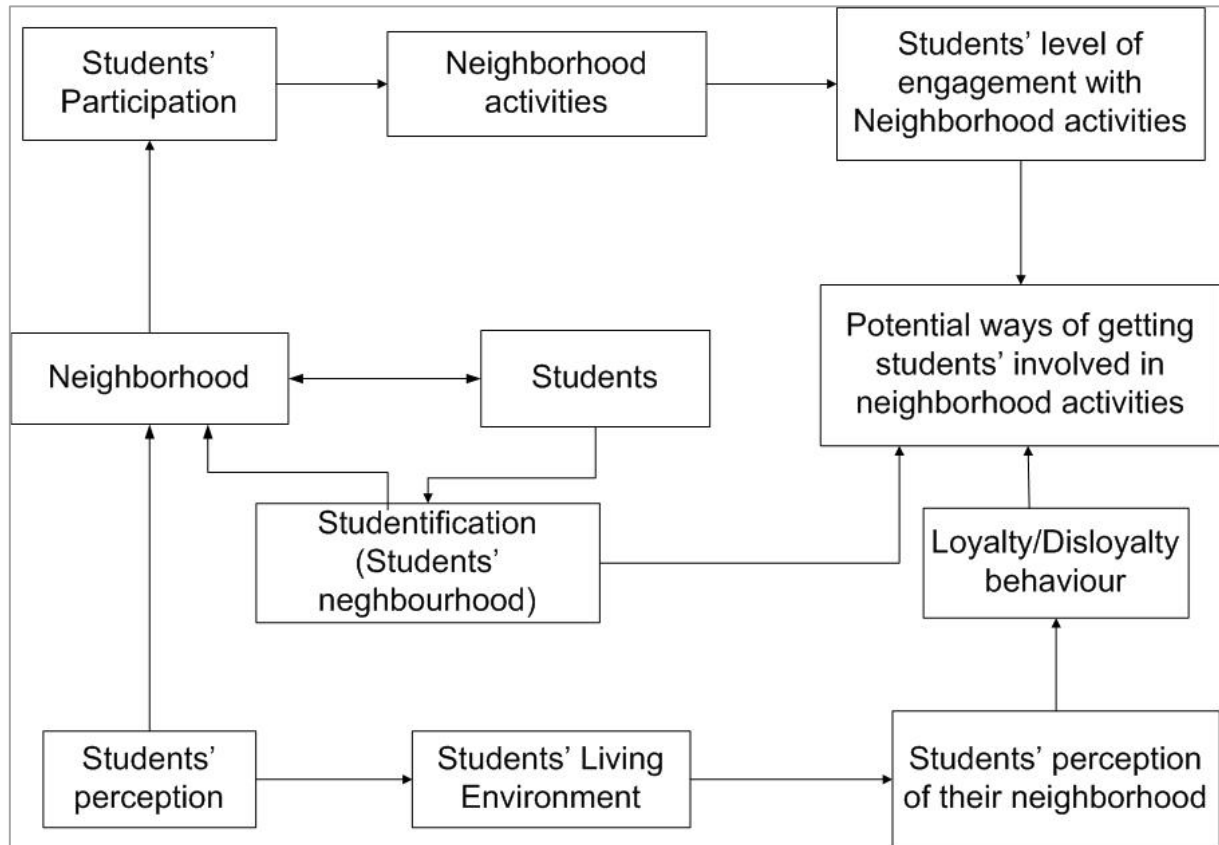 Students’
Participation
Neighborhood
activities
Students’ level of
engagement with
Neighborhood activities
Neighborhood
Students
Potential ways of getting
students’ involved in
neighborhood activities
Studentification
(Students’
neghbourhood)
Loyalty/Disloyalty
behaviour
Students’
perception
Students’ Living
Environment
Students’ perception
of their neighborhood